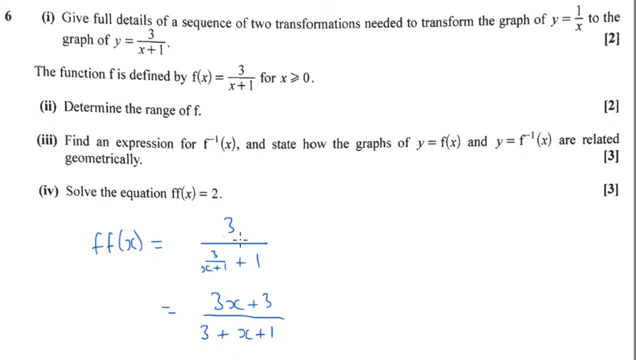 6 (i) Give full details of a sequence of two transformations needed to transform the graph of y = 1/x to the
graph of y = 3/(x+1). [2]
The function f is defined by f(x) = 3/(x+1) for x ⩾ 0.
(ii) Determine the range of f. [2]
(iii) Find an expression for f⁻¹(x), and state how the graphs of y = f(x) and y = f⁻¹(x) are related
geometrically. [3]
(iv) Solve the equation ff(x) = 2. [3]
ff(x) = 3/(3/(x+1) + 1)
= (3x+3)/(3 + x + 1)